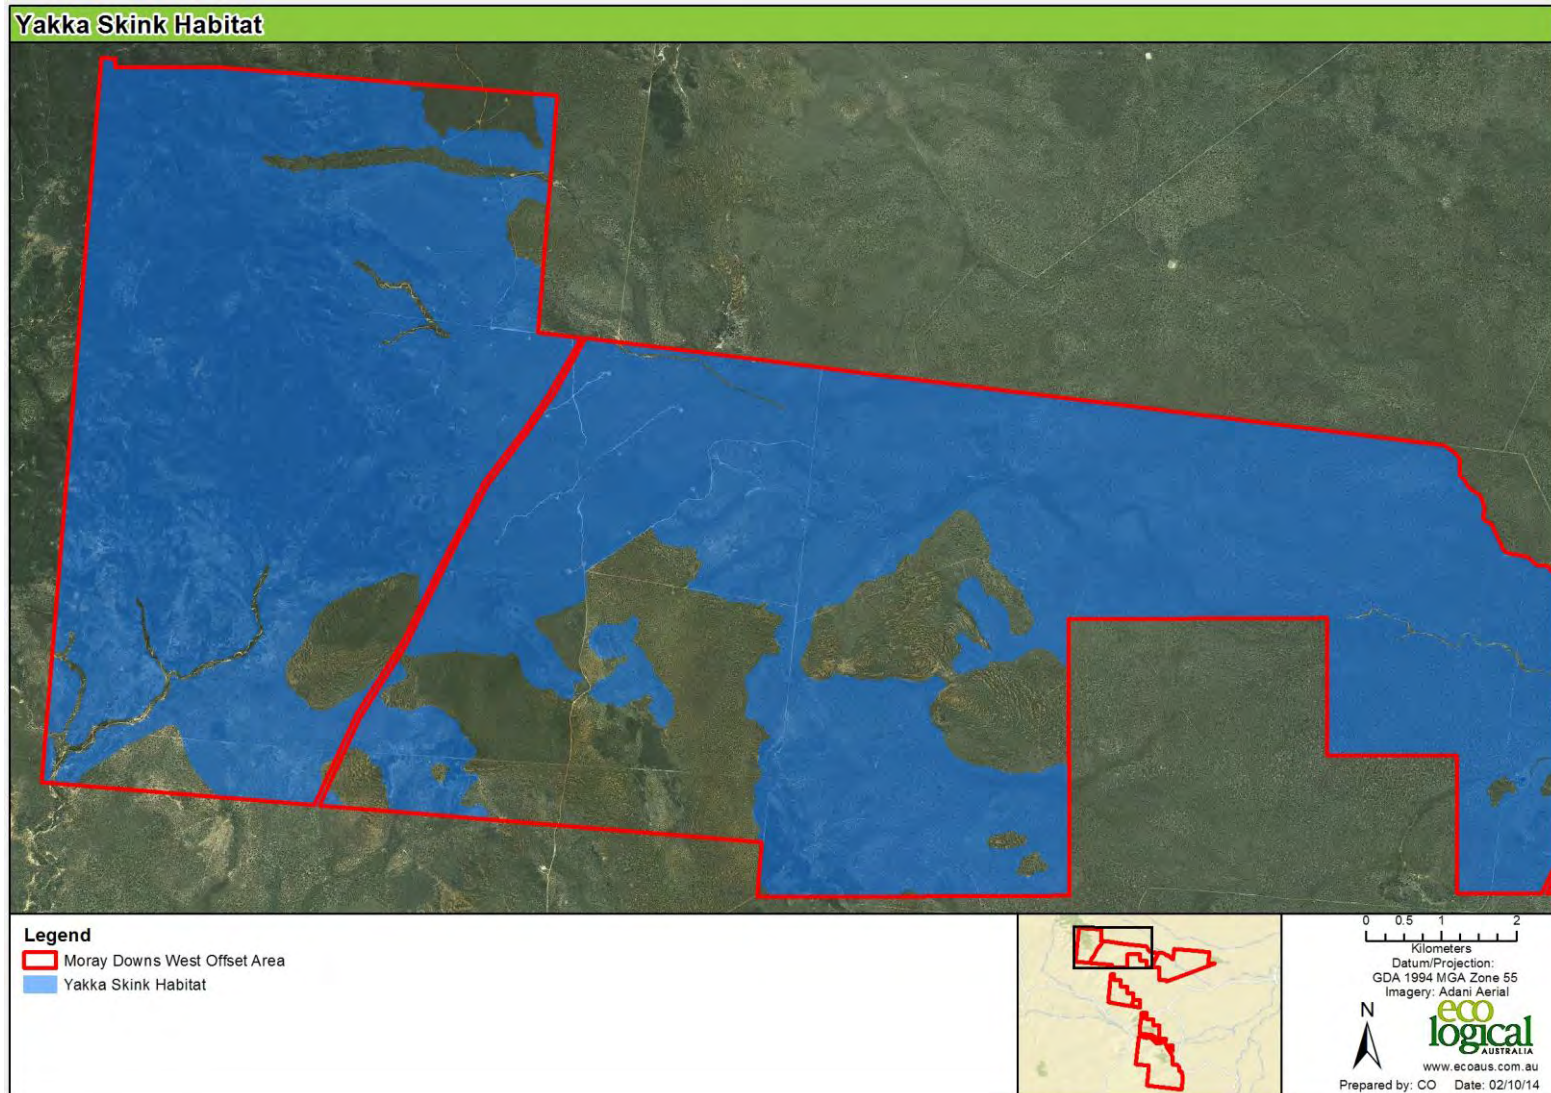 Yakka Skink Habitat
Legend
Moray Downs West Offset Area
Yakka Skink Habitat
0 0.5 1 2
Kilometers
Datum/Projection:
GDA 1994 MGA Zone 55
Imagery: Adani Aerial
N
eco
logical
AUSTRALIA
www.ecoaus.com.au
Prepared by: CO Date: 02/10/14